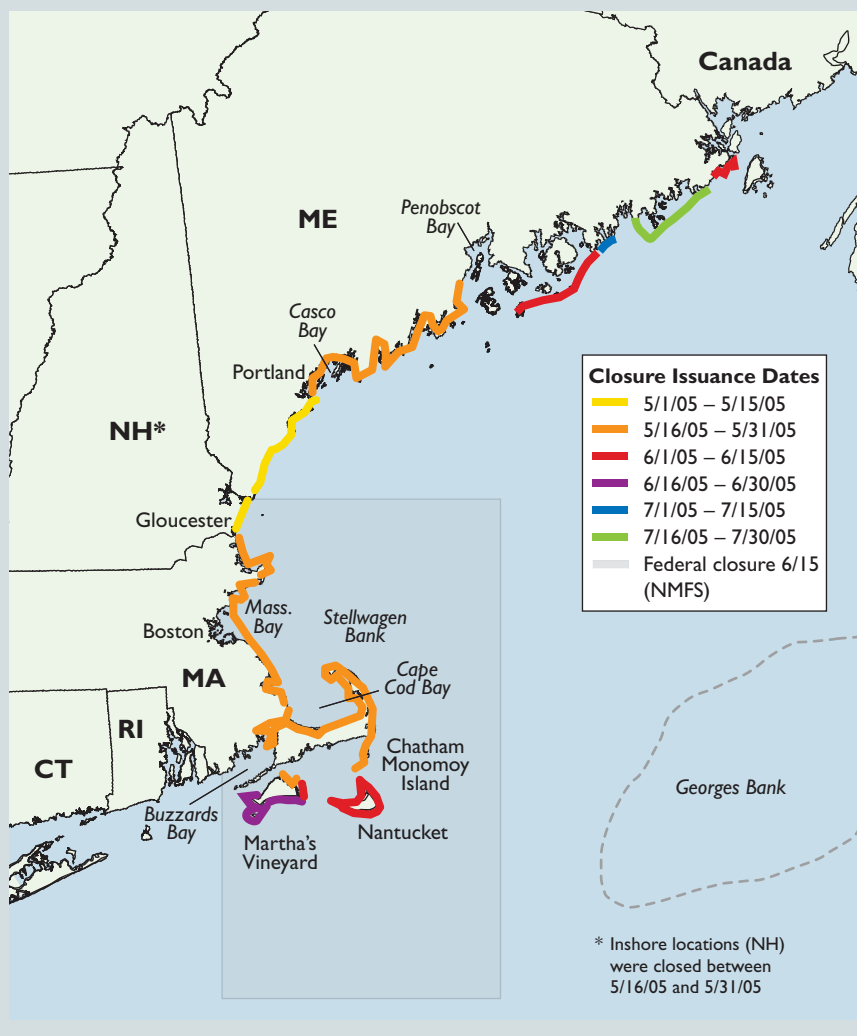 Canada
ME
Penobscot
Bay
Casco
Bay
Portland
Closure Issuance Dates
5/1/05 – 5/15/05
5/16/05 – 5/31/05
6/1/05 – 6/15/05
6/16/05 – 6/30/05
7/1/05 – 7/15/05
7/16/05 – 7/30/05
Federal closure 6/15
(NMFS)
NH*
Gloucester
Mass.
Bay
Stellwagen
Bank
Boston
Cape
Cod Bay
MA
RI
CT
Chatham
Monomoy
Island
Georges Bank
Buzzards
Bay
Nantucket
Martha's
Vineyard
* Inshore locations (NH)
were closed between
5/16/05 and 5/31/05